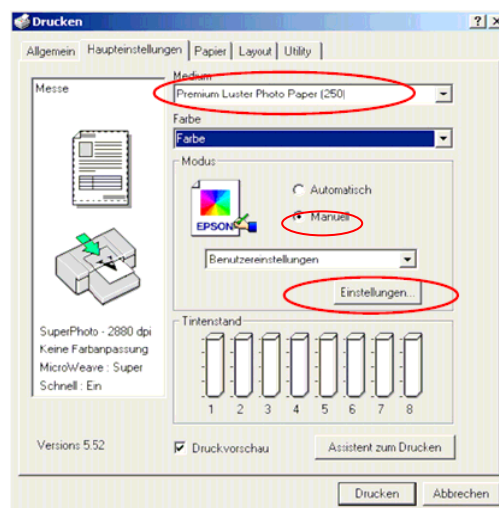 Drucken
Allgemein Haupteinstellungen Papier Layout Utility
Messe
Medium
Premium Luster Photo Paper (250)
Farbe
Farbe
Modus
Automatisch
Manuell
EPSON
Benutzereinstellungen
Einstellungen...
SuperPhoto - 2880 dpi
Keine Farbanpassung
MicroWeave : Super
Schnell : Ein
Tintenstand
1 2 3 4 5 6 7 8
Versions 5.52
Druckvorschau
Assistent zum Drucken
Drucken Abbrechen